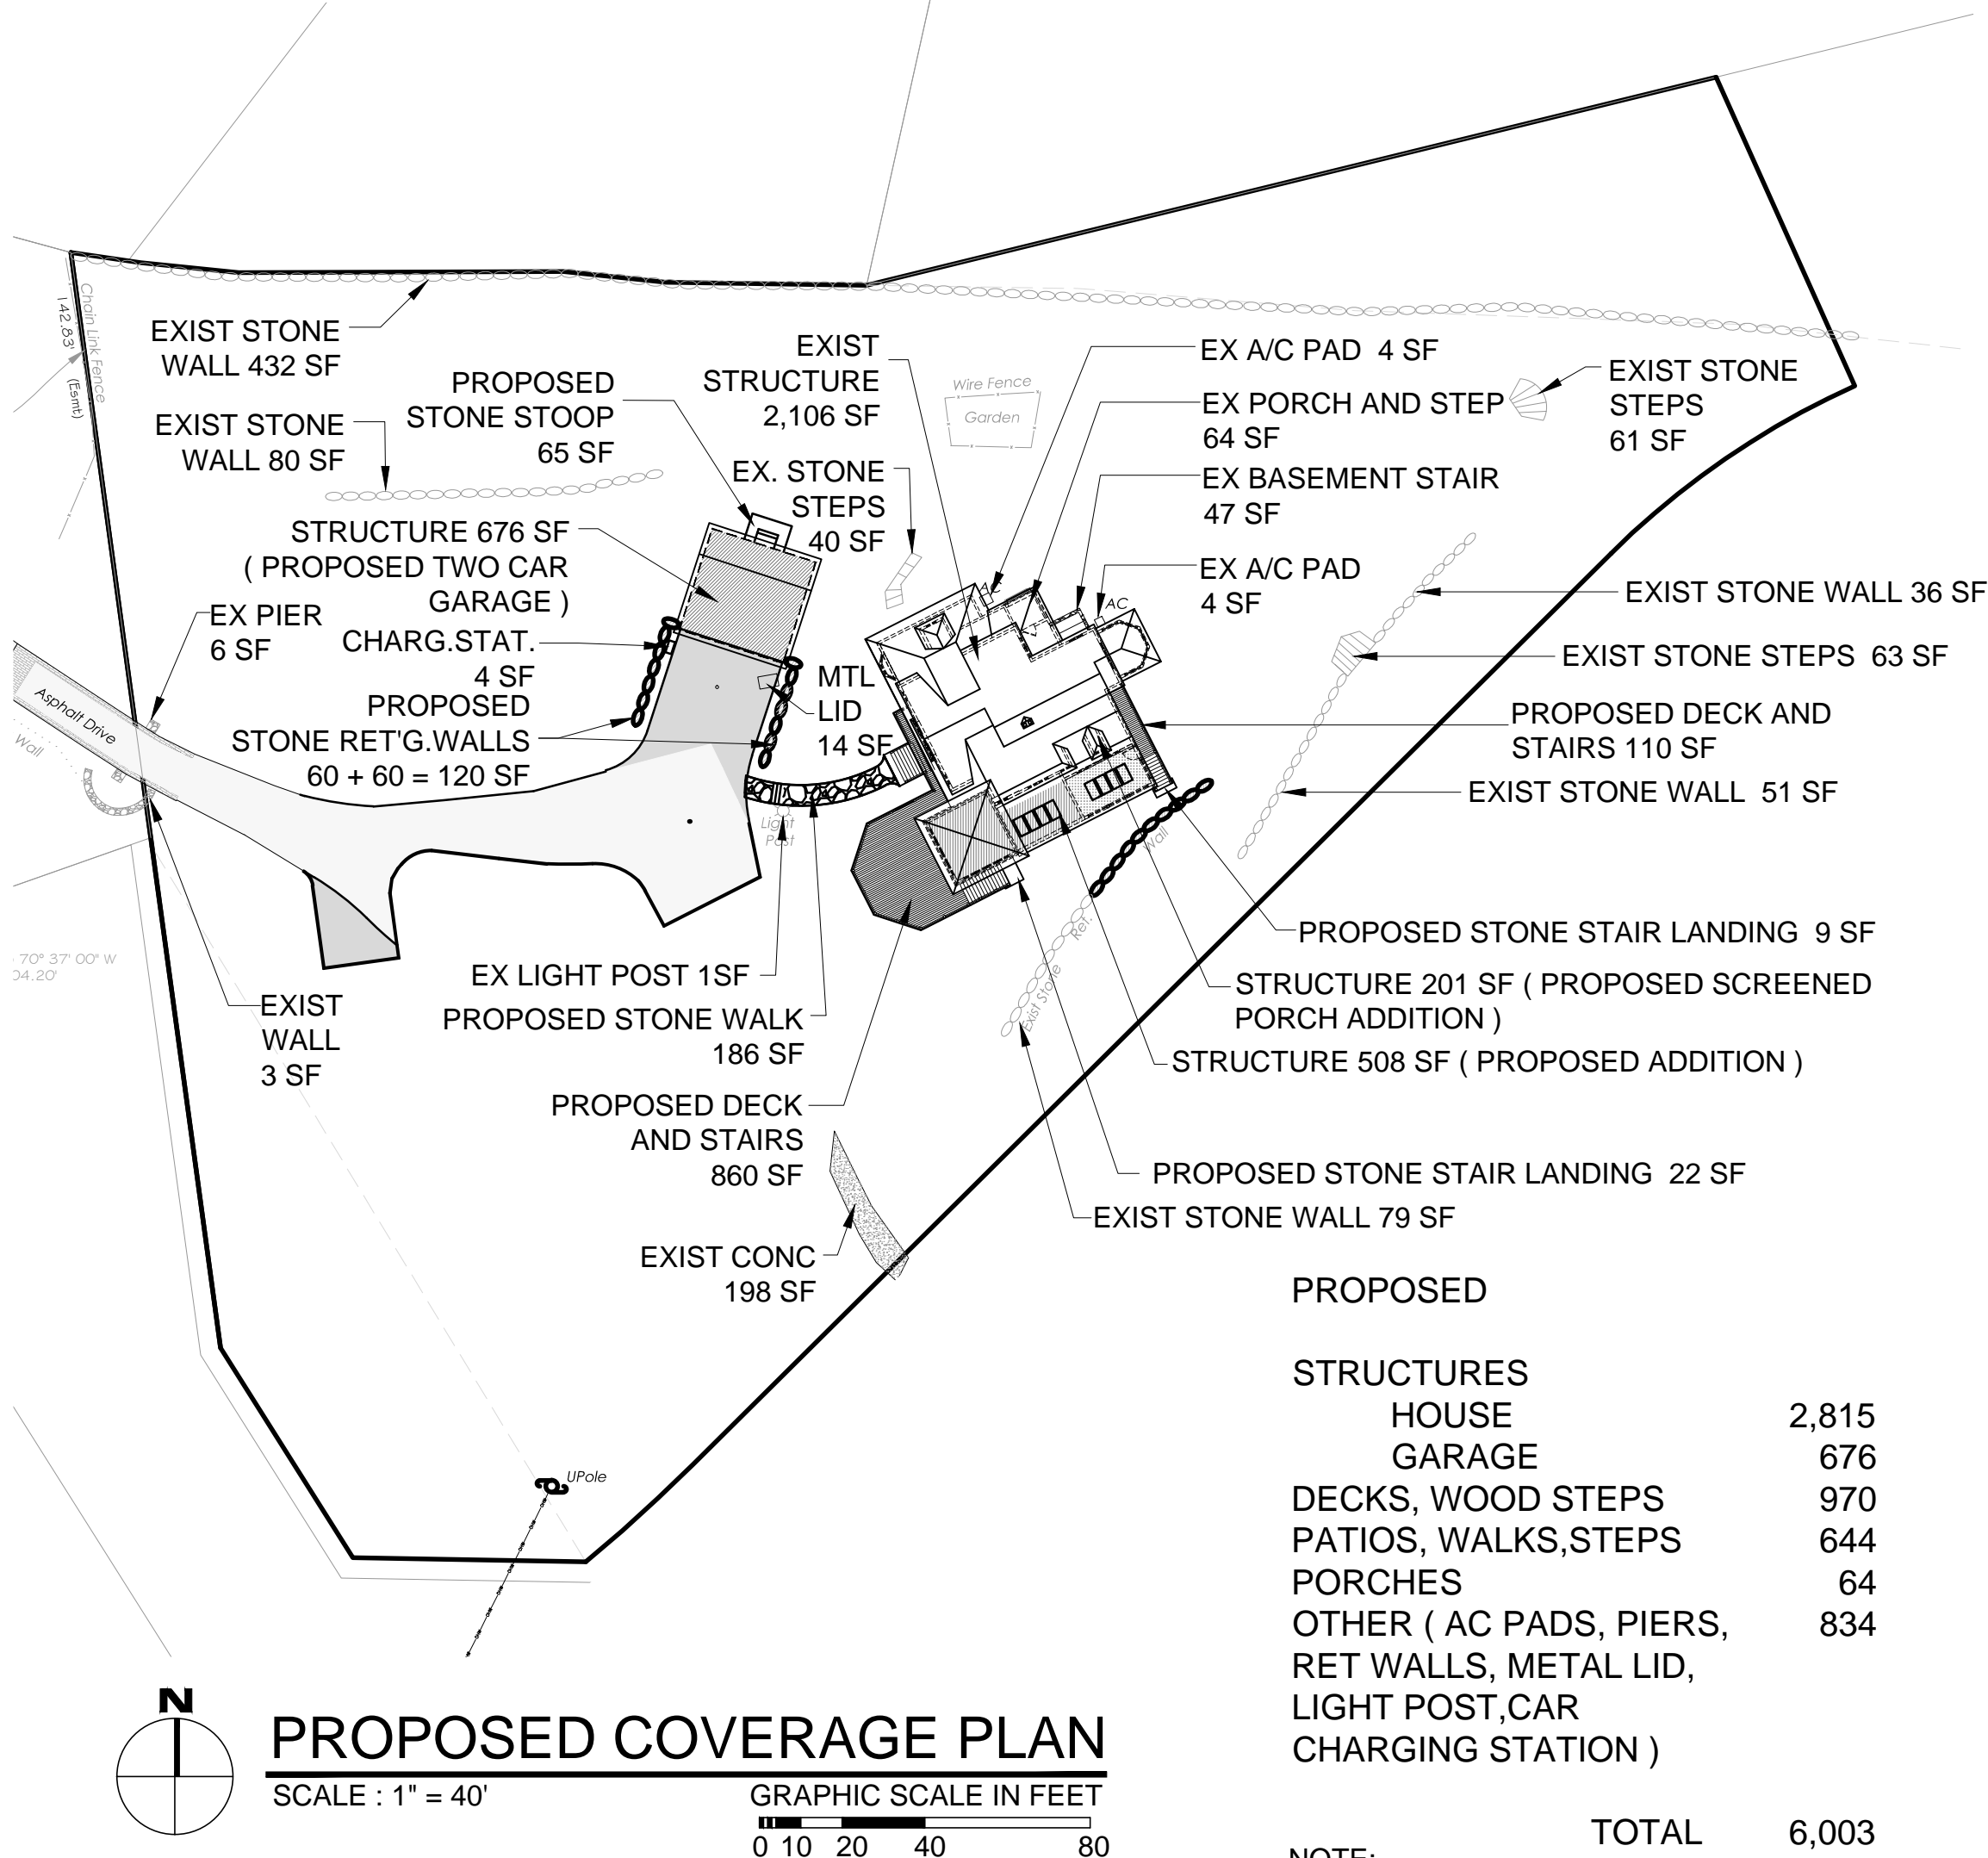 Chain Link Fence
142.83'
(Esmt)
EXIST STONE
WALL 432 SF
EXIST STONE
WALL 80 SF
PROPOSED
STONE STOOP
65 SF
EXIST
STRUCTURE
2,106 SF
Wire Fence
Garden
EX A/C PAD 4 SF
EX PORCH AND STEP
64 SF
EXIST STONE
STEPS
61 SF
EX. STONE
STEPS
40 SF
EX BASEMENT STAIR
47 SF
STRUCTURE 676 SF
( PROPOSED TWO CAR
GARAGE )
EX A/C PAD
4 SF
AC
EXIST STONE WALL 36 SF
EX PIER
6 SF
CHARG.STAT.
4 SF
EXIST STONE STEPS 63 SF
MTL
LID
14 SF
PROPOSED
STONE RET'G.WALLS
60 + 60 = 120 SF
Asphalt Drive
Wall
PROPOSED DECK AND
STAIRS 110 SF
EXIST STONE WALL 51 SF
Light
Post
Exist Stone
Ret.
Wall
PROPOSED STONE STAIR LANDING 9 SF
70° 37' 00" W
04.20'
EX LIGHT POST 1SF
STRUCTURE 201 SF ( PROPOSED SCREENED
PORCH ADDITION )
EXIST
WALL
3 SF
PROPOSED STONE WALK
186 SF
STRUCTURE 508 SF ( PROPOSED ADDITION )
PROPOSED DECK
AND STAIRS
860 SF
PROPOSED STONE STAIR LANDING 22 SF
EXIST STONE WALL 79 SF
EXIST CONC
198 SF
UPole
PROPOSED
STRUCTURES
HOUSE 2,815
GARAGE 676
DECKS, WOOD STEPS 970
PATIOS, WALKS,STEPS 644
PORCHES 64
OTHER ( AC PADS, PIERS, 834
RET WALLS, METAL LID,
LIGHT POST,CAR
CHARGING STATION )
TOTAL 6,003
NOTE:
N
PROPOSED COVERAGE PLAN
SCALE : 1" = 40'
GRAPHIC SCALE IN FEET
0 10 20 40 80